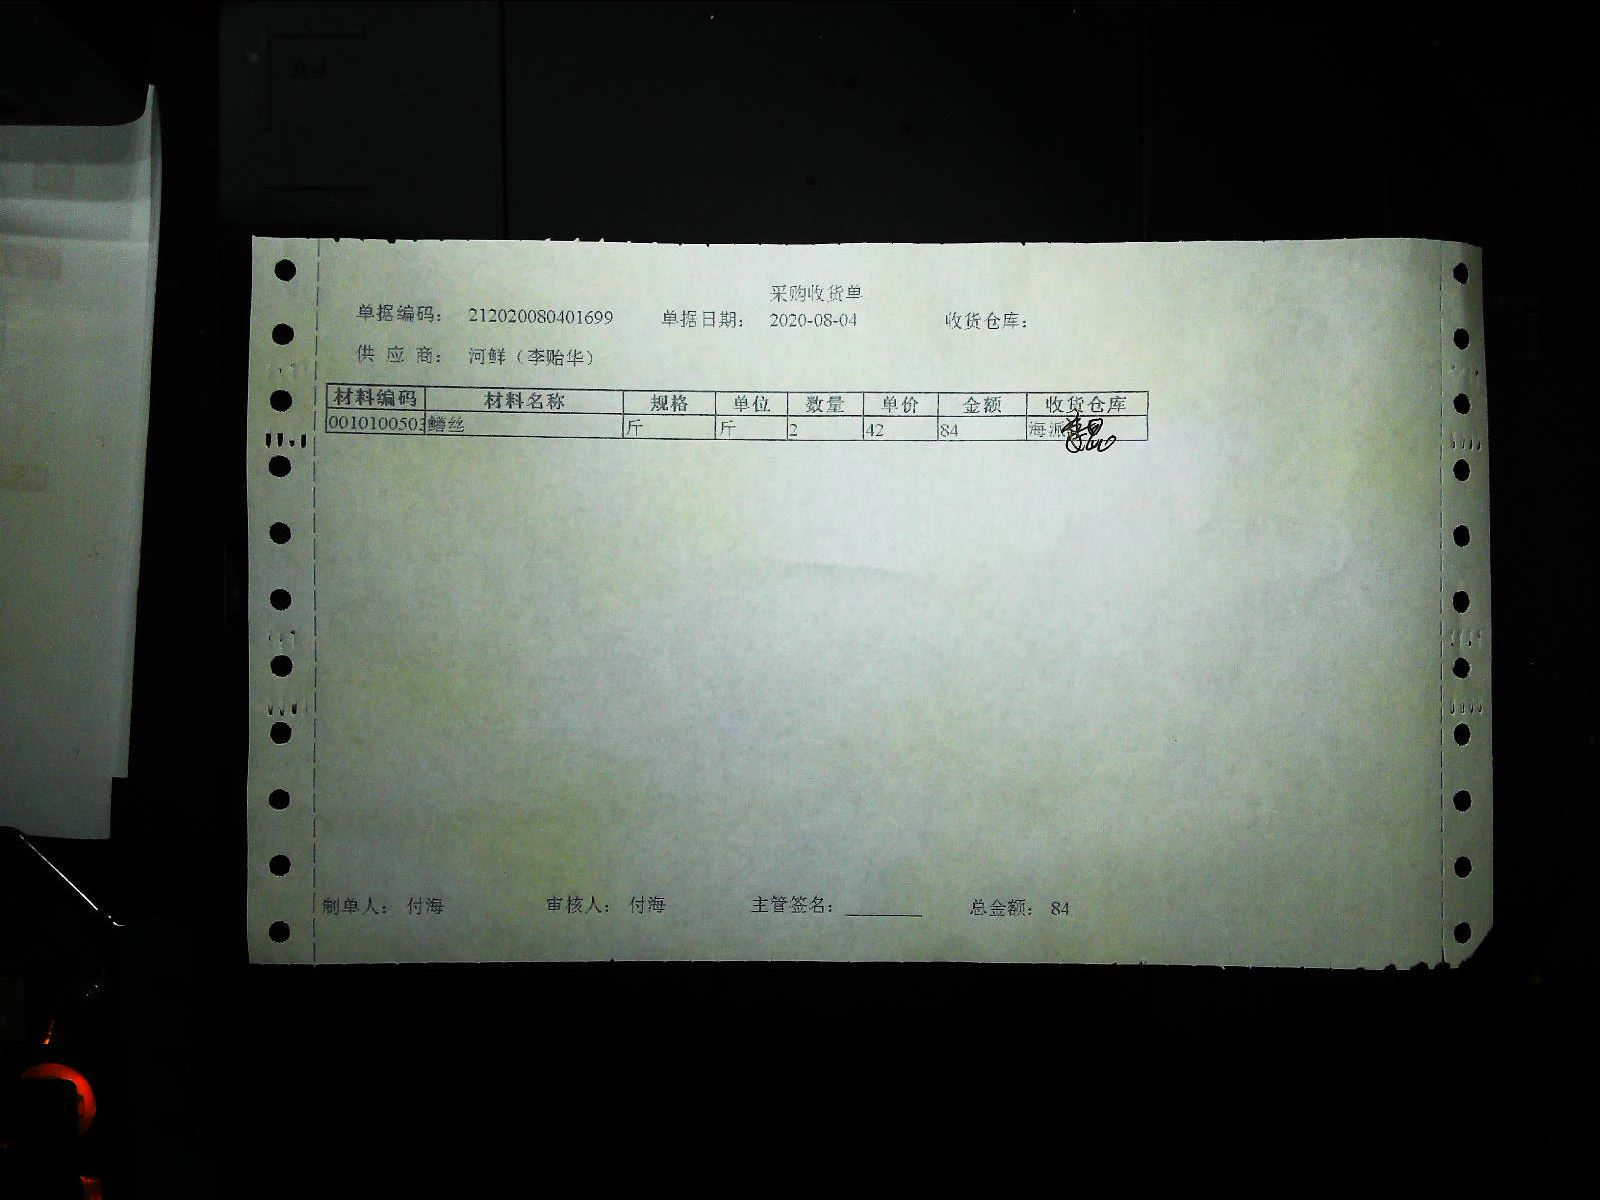 采购收货单
单据编码： 212020080401699 单据日期： 2020-08-04 收货仓库：
供 应 商： 河鲜（李贻华）
材料编码 材料名称 规格 单位 数量 单价 金额 收货仓库
0010100503 鳝丝 斤 斤 2 42 84 海派
制单人： 付海 审核人： 付海 主管签名： 总金额： 84